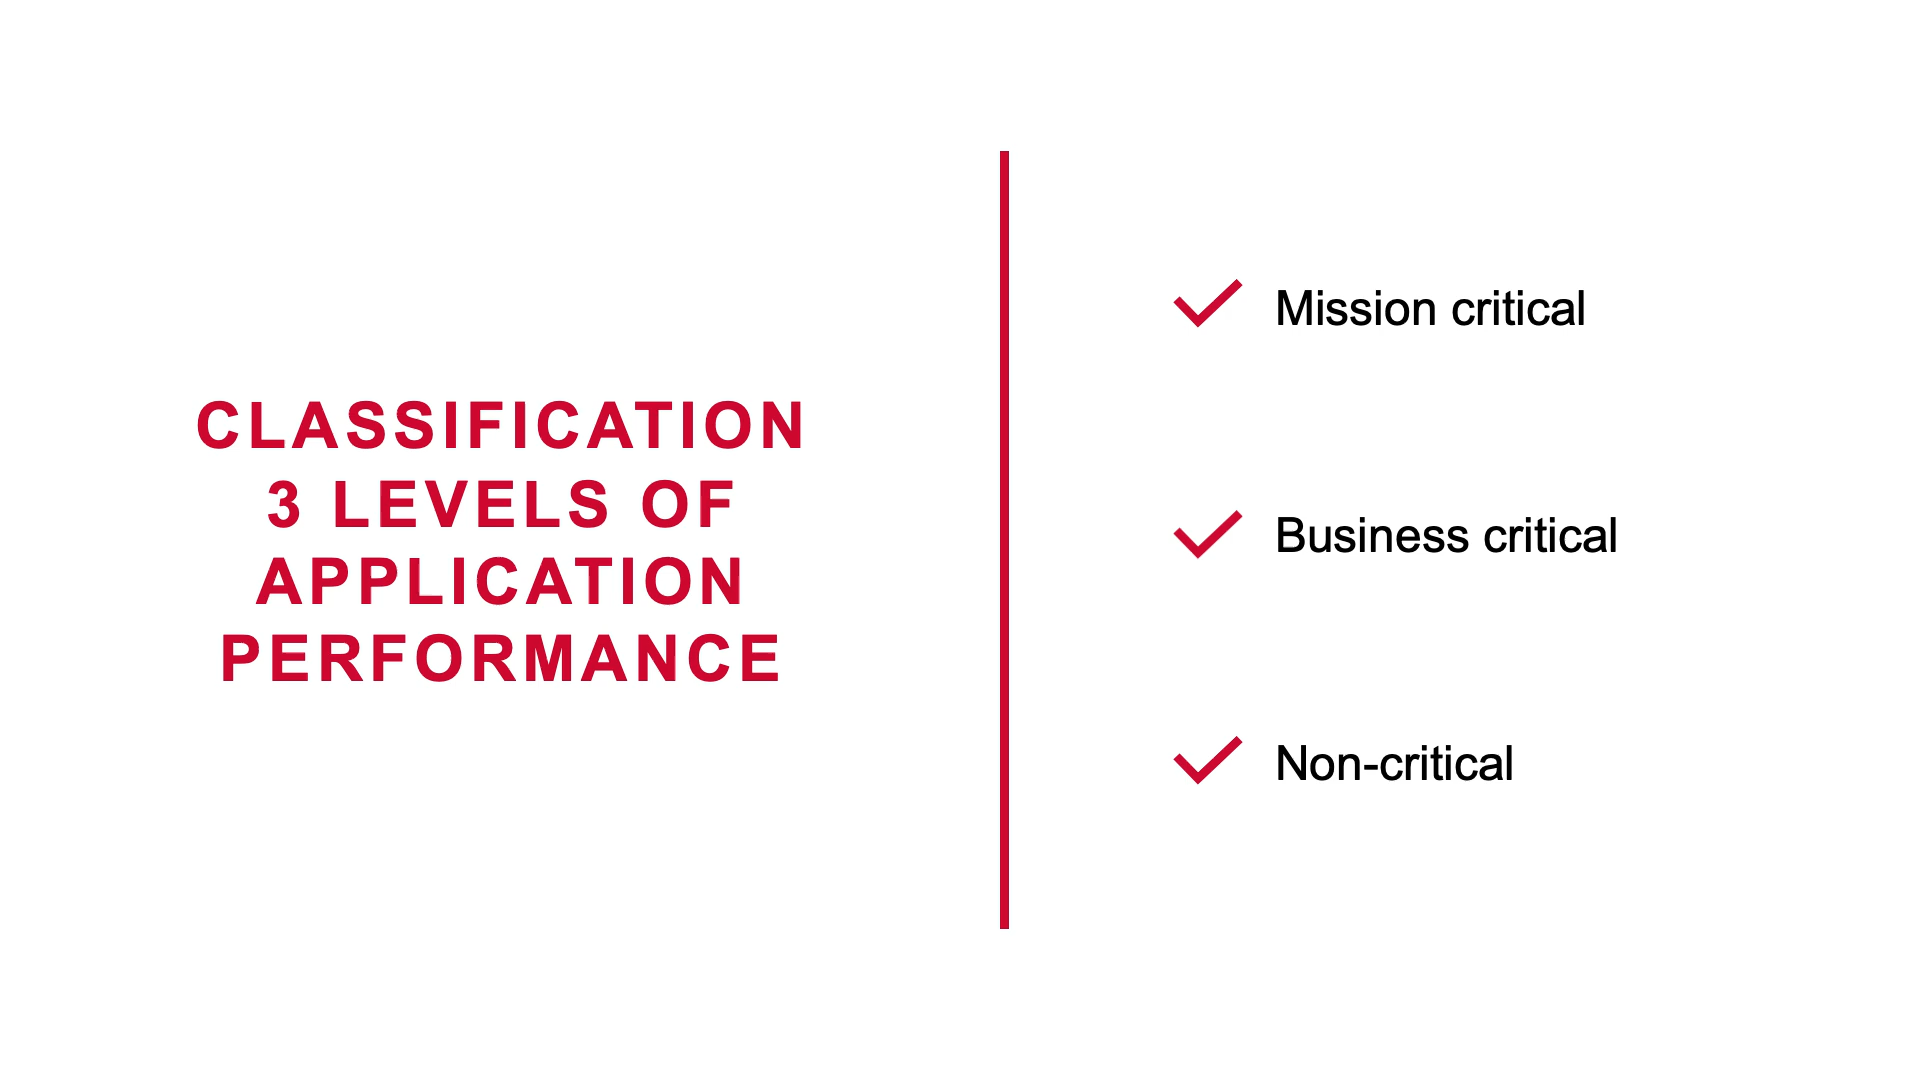 CLASSIFICATION
3 LEVELS OF
APPLICATION
PERFORMANCE
Mission critical
Business critical
Non-critical